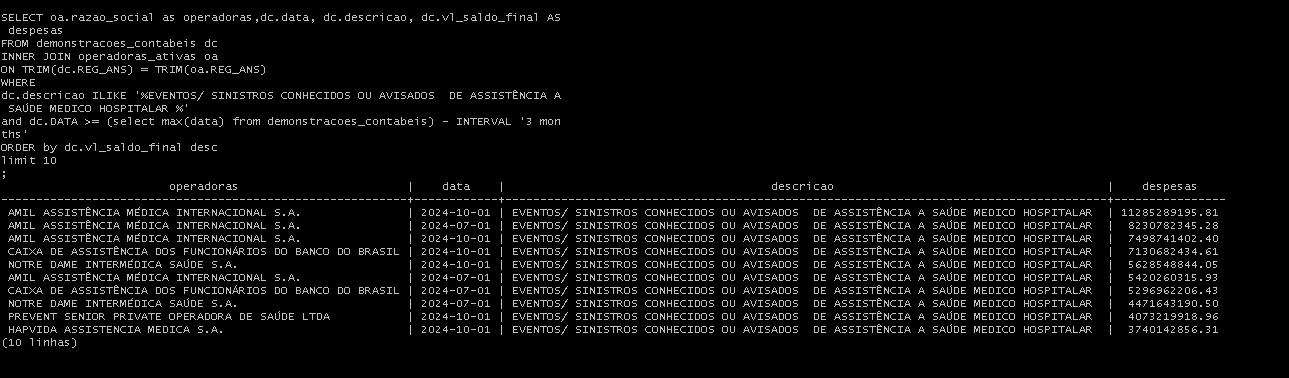 SELECT oa.razao_social as operadoras,dc.data, dc.descricao, dc.vl_saldo_final AS
 despesas
FROM demonstracoes_contabeis dc
INNER JOIN operadoras_ativas oa
ON TRIM(dc.REG_ANS) = TRIM(oa.REG_ANS)
WHERE
dc.descricao ILIKE '%EVENTOS/ SINISTROS CONHECIDOS OU AVISADOS  DE ASSISTÊNCIA A
 SAÚDE MEDICO HOSPITALAR %'
and dc.DATA >= (select max(data) from demonstracoes_contabeis) - INTERVAL '3 mon
ths'
ORDER by dc.vl_saldo_final desc
limit 10
;
operadoras | data | descricao | despesas
AMIL ASSISTÊNCIA MÉDICA INTERNACIONAL S.A. | 2024-10-01 | EVENTOS/ SINISTROS CONHECIDOS OU AVISADOS  DE ASSISTÊNCIA A SAÚDE MEDICO HOSPITALAR | 11285289195.81
AMIL ASSISTÊNCIA MÉDICA INTERNACIONAL S.A. | 2024-07-01 | EVENTOS/ SINISTROS CONHECIDOS OU AVISADOS  DE ASSISTÊNCIA A SAÚDE MEDICO HOSPITALAR | 8230782345.28
AMIL ASSISTÊNCIA MÉDICA INTERNACIONAL S.A. | 2024-10-01 | EVENTOS/ SINISTROS CONHECIDOS OU AVISADOS  DE ASSISTÊNCIA A SAÚDE MEDICO HOSPITALAR | 7498741402.40
CAIXA DE ASSISTÊNCIA DOS FUNCIONÁRIOS DO BANCO DO BRASIL | 2024-10-01 | EVENTOS/ SINISTROS CONHECIDOS OU AVISADOS  DE ASSISTÊNCIA A SAÚDE MEDICO HOSPITALAR | 7130682434.61
NOTRE DAME INTERMÉDICA SAÚDE S.A. | 2024-10-01 | EVENTOS/ SINISTROS CONHECIDOS OU AVISADOS  DE ASSISTÊNCIA A SAÚDE MEDICO HOSPITALAR | 5628548844.05
AMIL ASSISTÊNCIA MÉDICA INTERNACIONAL S.A. | 2024-07-01 | EVENTOS/ SINISTROS CONHECIDOS OU AVISADOS  DE ASSISTÊNCIA A SAÚDE MEDICO HOSPITALAR | 5420260315.93
CAIXA DE ASSISTÊNCIA DOS FUNCIONÁRIOS DO BANCO DO BRASIL | 2024-07-01 | EVENTOS/ SINISTROS CONHECIDOS OU AVISADOS  DE ASSISTÊNCIA A SAÚDE MEDICO HOSPITALAR | 5296962206.43
NOTRE DAME INTERMÉDICA SAÚDE S.A. | 2024-07-01 | EVENTOS/ SINISTROS CONHECIDOS OU AVISADOS  DE ASSISTÊNCIA A SAÚDE MEDICO HOSPITALAR | 4471643190.50
PREVENT SENIOR PRIVATE OPERADORA DE SAÚDE LTDA | 2024-10-01 | EVENTOS/ SINISTROS CONHECIDOS OU AVISADOS  DE ASSISTÊNCIA A SAÚDE MEDICO HOSPITALAR | 4073219918.96
HAPVIDA ASSISTENCIA MEDICA S.A. | 2024-10-01 | EVENTOS/ SINISTROS CONHECIDOS OU AVISADOS  DE ASSISTÊNCIA A SAÚDE MEDICO HOSPITALAR | 3740142856.31
(10 linhas)